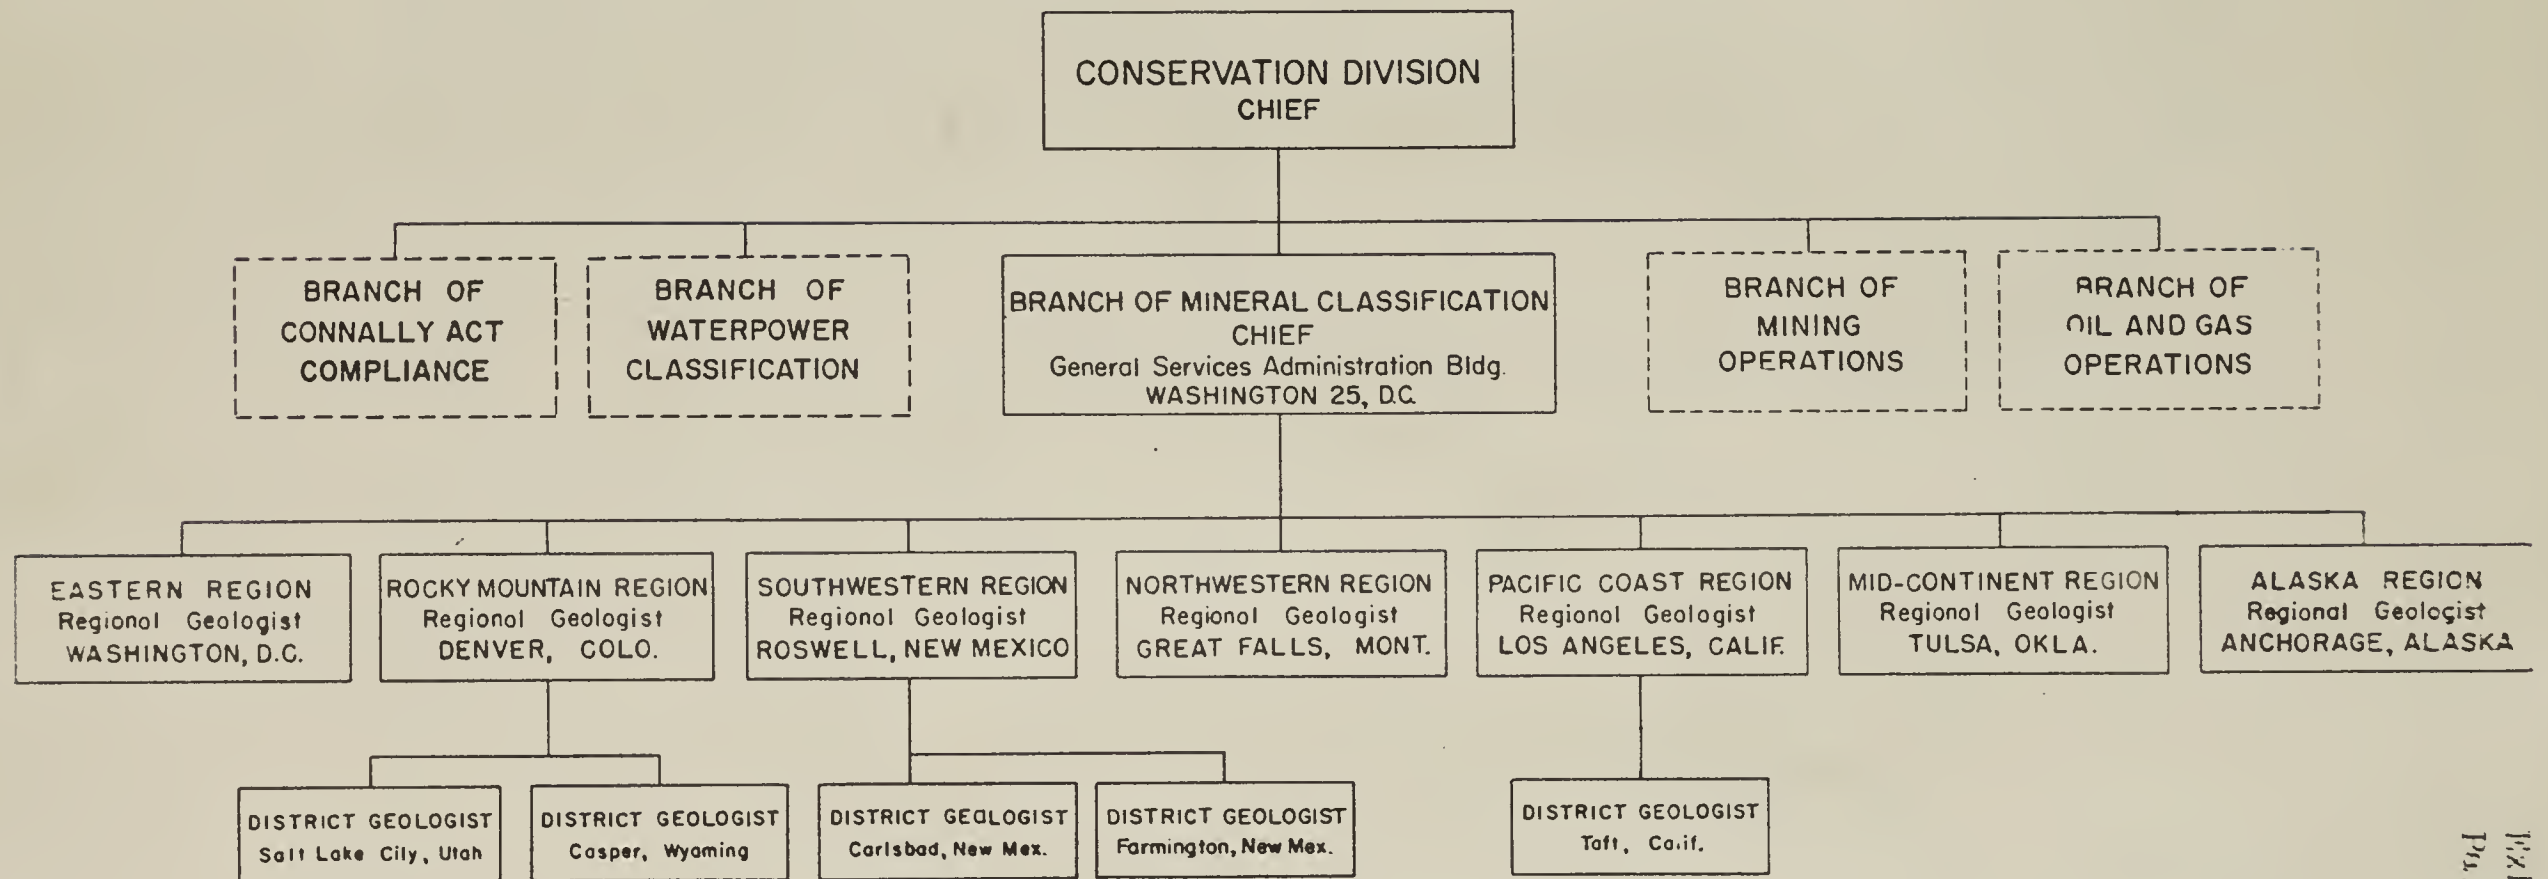 CONSERVATION DIVISION
CHIEF
BRANCH OF
CONNALLY ACT
COMPLIANCE
BRANCH OF
WATERPOWER
CLASSIFICATION
BRANCH OF MINERAL CLASSIFICATION
CHIEF
General Services Administration Bldg.
WASHINGTON 25, D.C.
BRANCH OF
MINING
OPERATIONS
BRANCH OF
OIL AND GAS
OPERATIONS
EASTERN REGION
Regional Geologist
WASHINGTON, D.C.
ROCKY MOUNTAIN REGION
Regional Geologist
DENVER, COLO.
SOUTHWESTERN REGION
Regional Geologist
ROSWELL, NEW MEXICO
NORTHWESTERN REGION
Regional Geologist
GREAT FALLS, MONT.
PACIFIC COAST REGION
Regional Geologist
LOS ANGELES, CALIF.
MID-CONTINENT REGION
Regional Geologist
TULSA, OKLA.
ALASKA REGION
Regional Geologist
ANCHORAGE, ALASKA
DISTRICT GEOLOGIST
Salt Lake City, Utah
DISTRICT GEOLOGIST
Casper, Wyoming
DISTRICT GEOLOGIST
Carlsbad, New Mex.
DISTRICT GEOLOGIST
Farmington, New Mex.
DISTRICT GEOLOGIST
Taft, Calif.